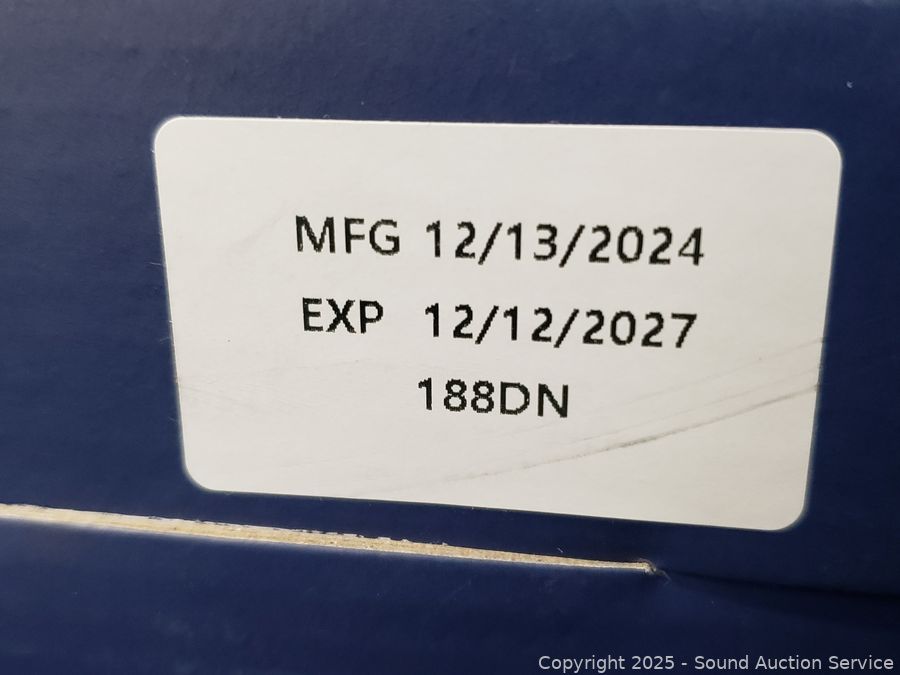 MFG 12/13/2024
EXP 12/12/2027
188DN
Copyright © 2025 - Sound Auction Service